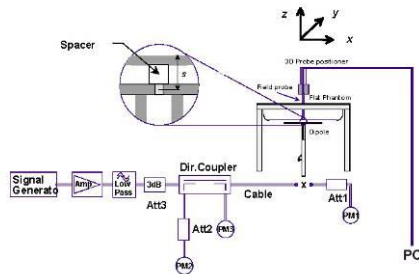 z
y
x
Spacer
s
3D Probe positioner
Field probe
Flat Phantom
Dipole
Signal
Generato
Amp
Low
Pass
3dB
Att3
Dir.Coupler
Cable
x
Att1
PM1
Att2
PM3
PM2
PC